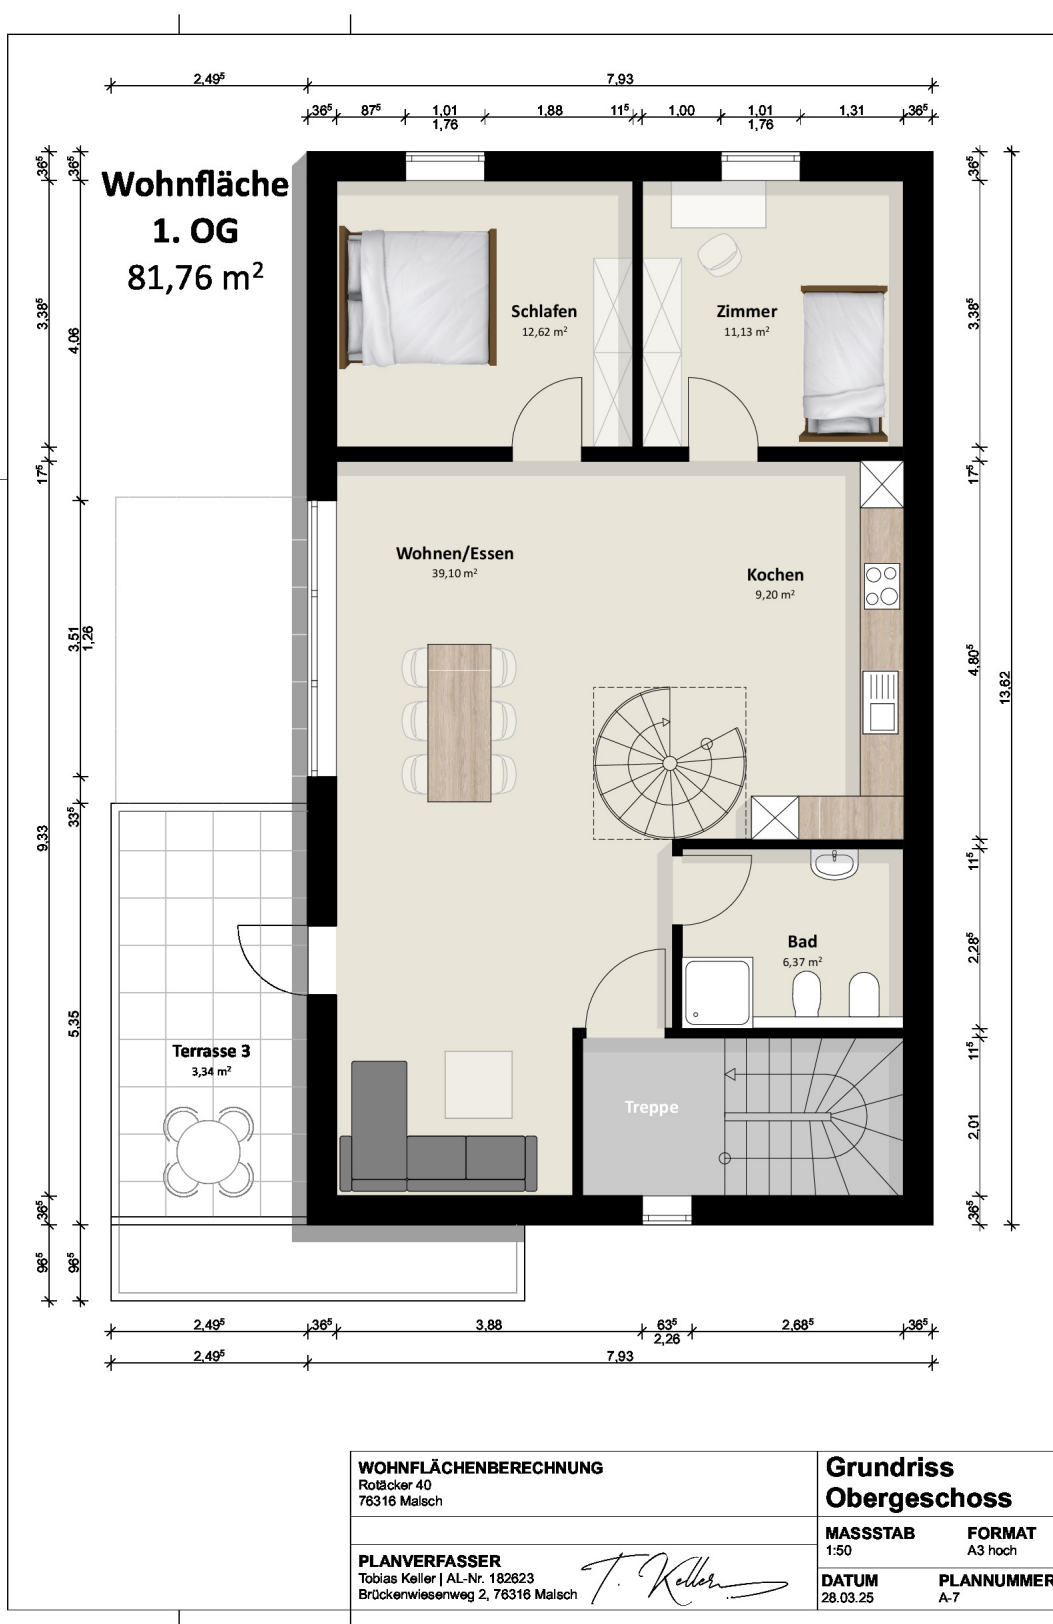 2,49⁵
7,93
36⁵ 87⁵ 1,01 1,88 11⁵ 1,00 1,01 1,31 36⁵
1,76 1,76
Wohnfläche
1. OG
81,76 m²
36⁵
36⁵
36⁵
3,38⁵
4,06
3,38⁵
Schlafen
12,62 m²
Zimmer
11,13 m²
17⁵
17⁵
Wohnen/Essen
39,10 m²
Kochen
9,20 m²
3,51
1,26
4,80⁵
13,62
9,33
33⁵
11⁵
Bad
6,37 m²
2,28⁵
5,35
Terrasse 3
3,34 m²
11⁵
Treppe
2,01
36⁵
36⁵
96⁵
96⁵
2,49⁵ 36⁵ 3,88 63⁵ 2,68⁵ 36⁵
2,26
2,49⁵ 7,93
WOHNFLÄCHENBERECHNUNG
Rotäcker 40
76316 Malsch
Grundriss
Obergeschoss
MASSSTAB FORMAT
1:50 A3 hoch
PLANVERFASSER
Tobias Keller | AL-Nr. 182623
Brückenwiesenweg 2, 76316 Malsch
T. Keller
DATUM PLANNUMMER
28.03.25 A-7